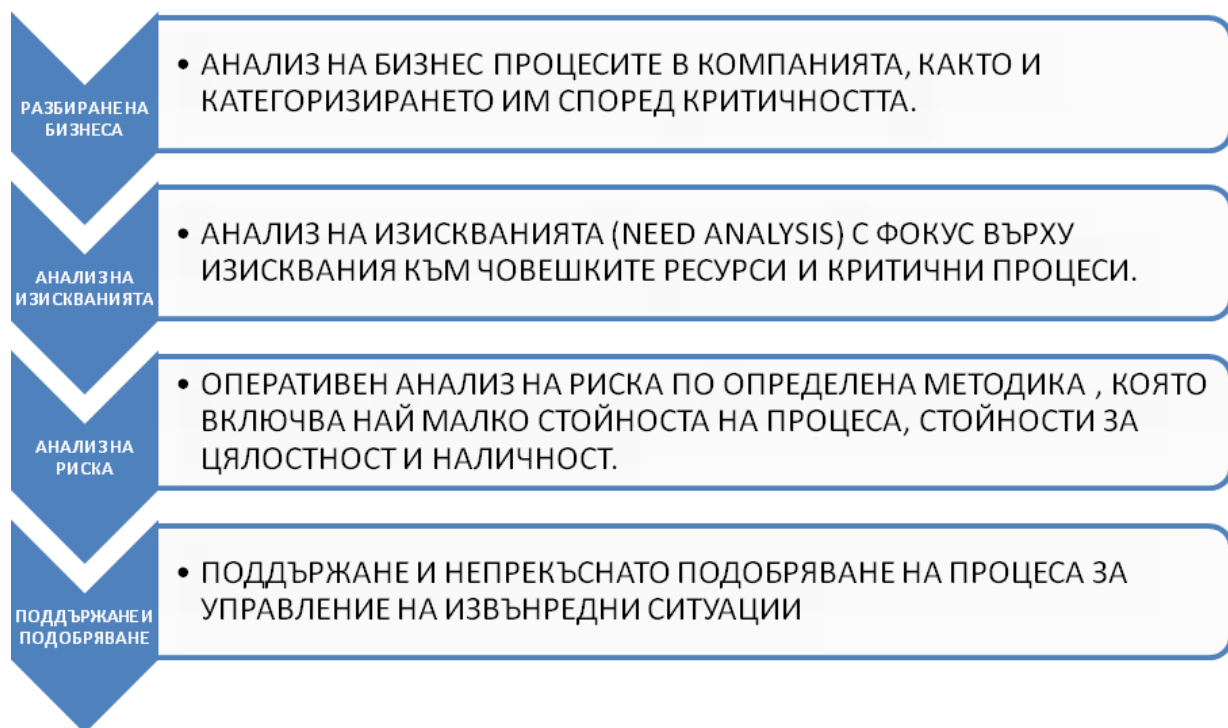 РАЗБИРАНЕ НА
БИЗНЕСА
• АНАЛИЗ НА БИЗНЕС ПРОЦЕСИТЕ В КОМПАНИЯТА, КАКТО И
КАТЕГОРИЗИРАНЕТО ИМ СПОРЕД КРИТИЧНОСТТА.
АНАЛИЗ НА
ИЗИСКВАНИЯТА
• АНАЛИЗ НА ИЗИСКВАНИЯТА (NEED ANALYSIS) С ФОКУС ВЪРХУ
ИЗИСКВАНИЯ КЪМ ЧОВЕШКИТЕ РЕСУРСИ И КРИТИЧНИ ПРОЦЕСИ.
АНАЛИЗ НА
РИСКА
• ОПЕРАТИВЕН АНАЛИЗ НА РИСКА ПО ОПРЕДЕЛЕНА МЕТОДИКА , КОЯТО
ВКЛЮЧВА НАЙ МАЛКО СТОЙНОСТА НА ПРОЦЕСА, СТОЙНОСТИ ЗА
ЦЯЛОСТНОСТ И НАЛИЧНОСТ.
ПОДДЪРЖАНЕ И
ПОДОБРЯВАНЕ
• ПОДДЪРЖАНЕ И НЕПРЕКЪСНАТО ПОДОБРЯВАНЕ НА ПРОЦЕСА ЗА
УПРАВЛЕНИЕ НА ИЗВЪНРЕДНИ СИТУАЦИИ